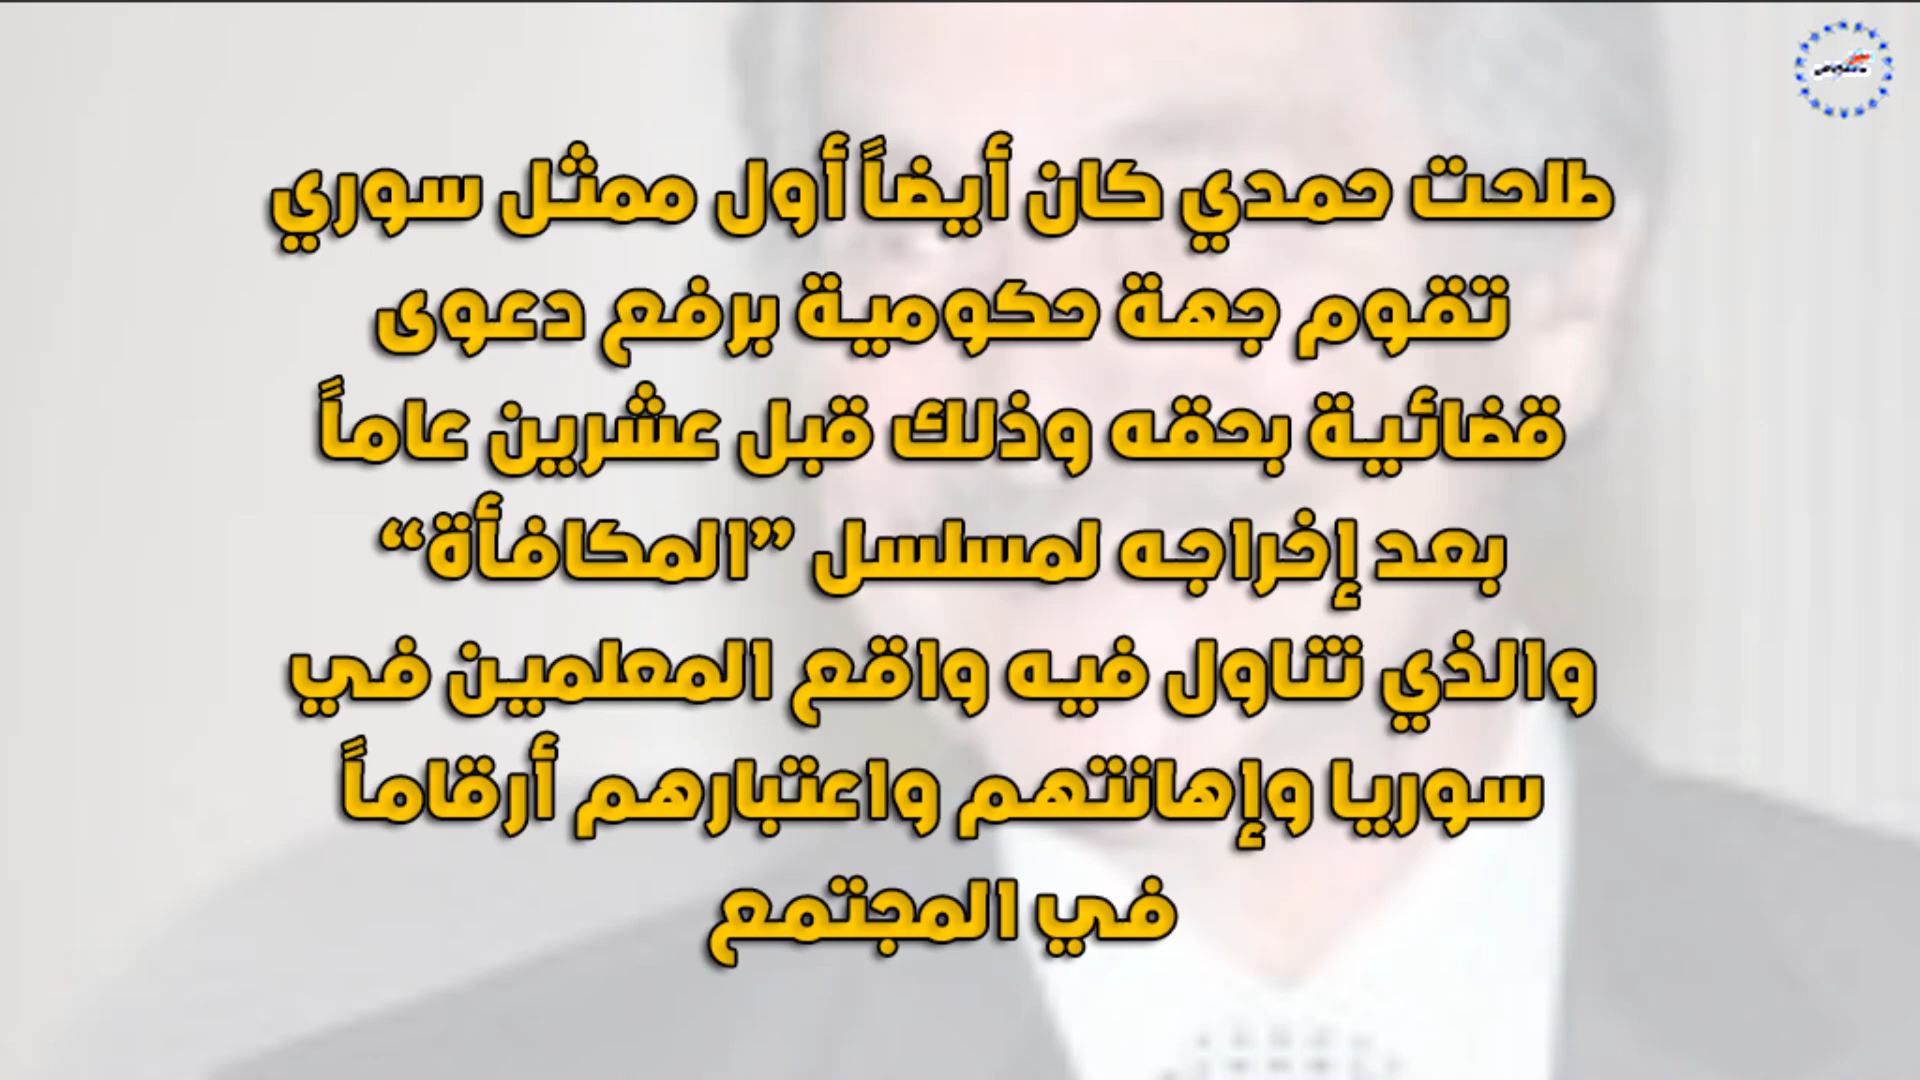 طلحت حمدي كان أيضاً أول ممثل سوري
تقوم جهة حكومية برفع دعوى
قضائية بحقه وذلك قبل عشرين عاماً
بعد إخراجه لمسلسل ”المكافأة“
والذي تناول فيه واقع المعلمين في
سوريا وإهانتهم واعتبارهم أرقاماً
في المجتمع